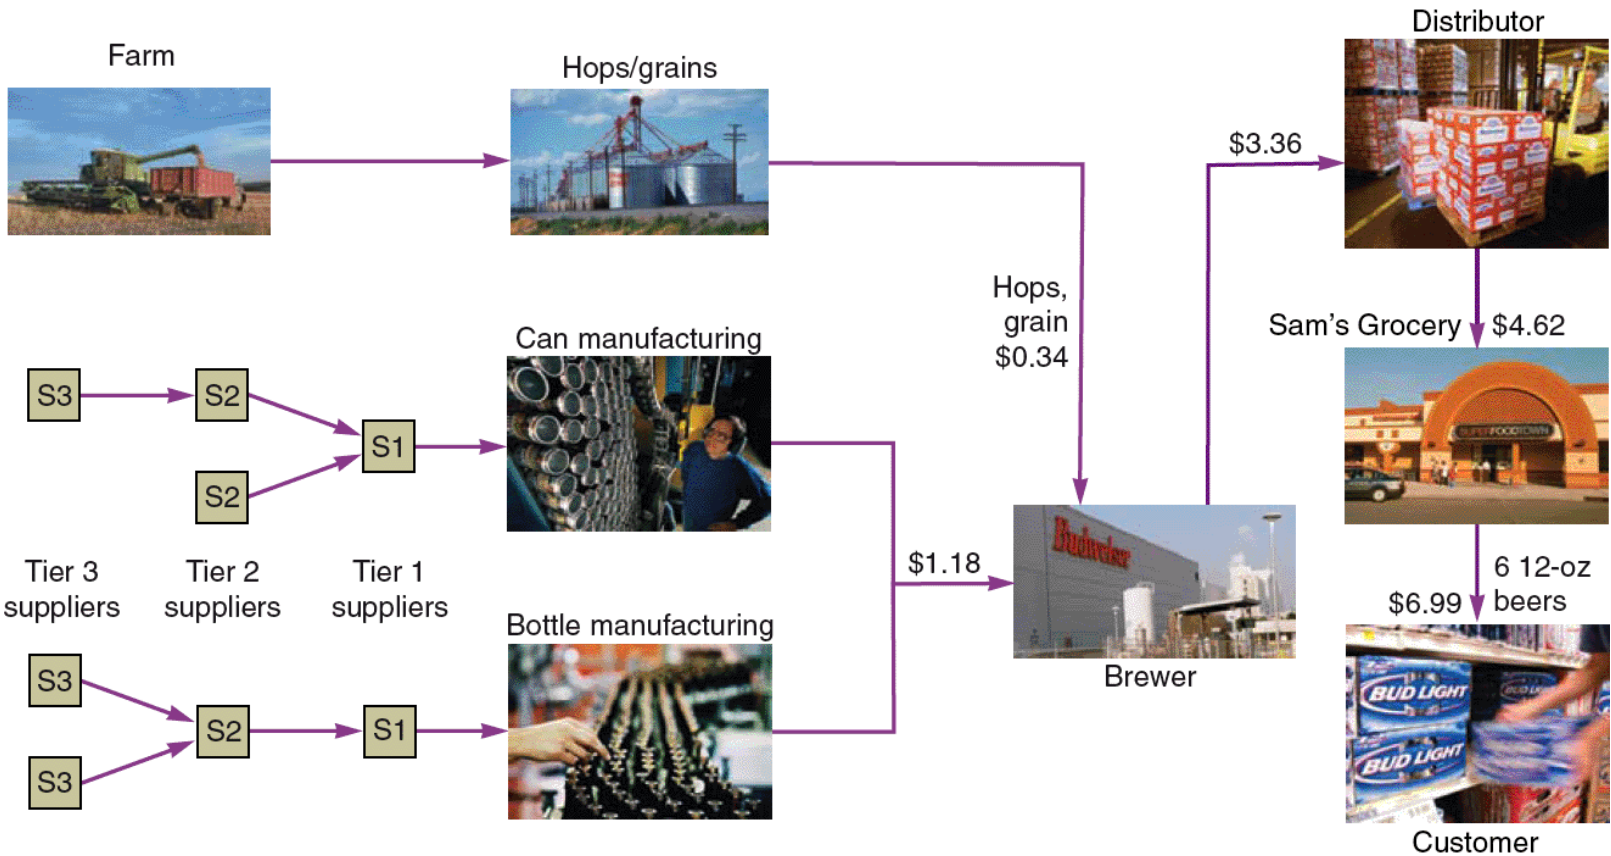 Distributor
Farm
Hops/grains
$3.36
Hops,
grain
$0.34
Sam's Grocery
$4.62
Can manufacturing
S3
S2
S1
S2
FOODTOWN
Tier 3
suppliers
Tier 2
suppliers
Tier 1
suppliers
$1.18
Budweiser
6 12-oz
beers
$6.99
Bottle manufacturing
S3
S2
S1
S3
Brewer
BUD LIGHT
BUD LIGHT
Customer